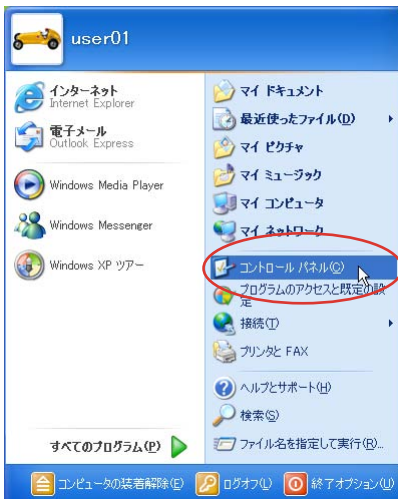 user01
インターネット
Internet Explorer
電子メール
Outlook Express
Windows Media Player
Windows Messenger
Windows XP ツアー
すべてのプログラム(P)
マイ ドキュメント
最近使ったファイル(D)
マイ ピクチャ
マイ ミュージック
マイ コンピュータ
マイ ネットワーク
コントロール パネル(C)
プログラムのアクセスと既定の設
定
接続(T)
プリンタと FAX
ヘルプとサポート(H)
検索(S)
ファイル名を指定して実行(R)...
コンピュータの装着解除(E)
ログオフ(L)
終了オプション(U)